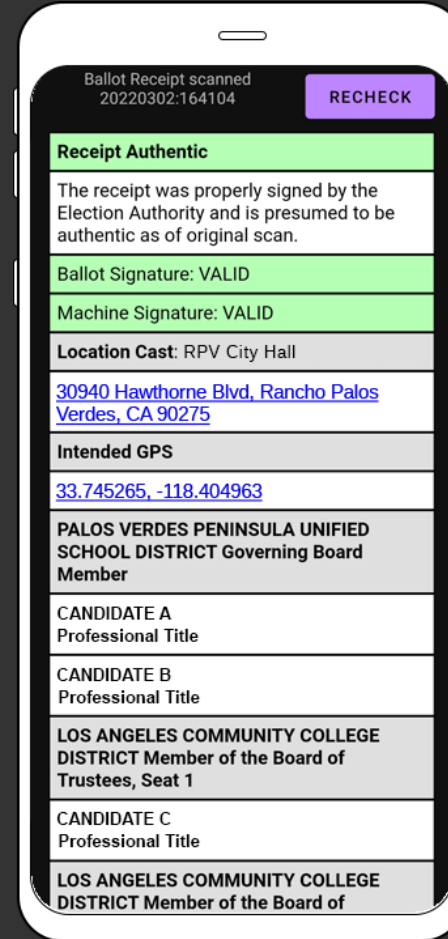 Ballot Receipt scanned
20220302:164104
RECHECK
Receipt Authentic
The receipt was properly signed by the
Election Authority and is presumed to be
authentic as of original scan.
Ballot Signature: VALID
Machine Signature: VALID
Location Cast: RPV City Hall
30940 Hawthorne Blvd, Rancho Palos
Verdes, CA 90275
Intended GPS
33.745265, -118.404963
PALOS VERDES PENINSULA UNIFIED
SCHOOL DISTRICT Governing Board
Member
CANDIDATE A
Professional Title
CANDIDATE B
Professional Title
LOS ANGELES COMMUNITY COLLEGE
DISTRICT Member of the Board of
Trustees, Seat 1
CANDIDATE C
Professional Title
LOS ANGELES COMMUNITY COLLEGE
DISTRICT Member of the Board of